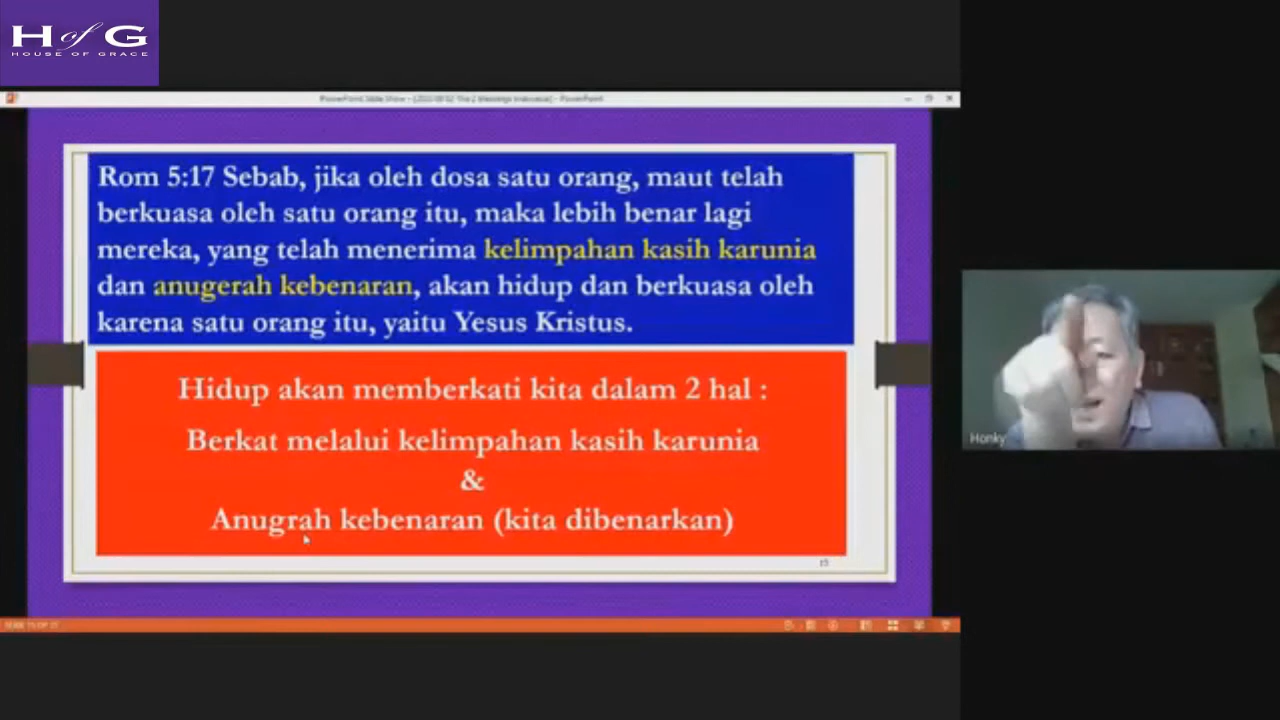 H of G
HOUSE OF GRACE
Rom 5:17 Sebab, jika oleh dosa satu orang, maut telah
berkuasa oleh satu orang itu, maka lebih benar lagi
mereka, yang telah menerima kelimpahan kasih karunia
dan anugerah kebenaran, akan hidup dan berkuasa oleh
karena satu orang itu, yaitu Yesus Kristus.
Hidup akan memberkati kita dalam 2 hal :
Berkat melalui kelimpahan kasih karunia
&
Anugrah kebenaran (kita dibenarkan)
15
Honky